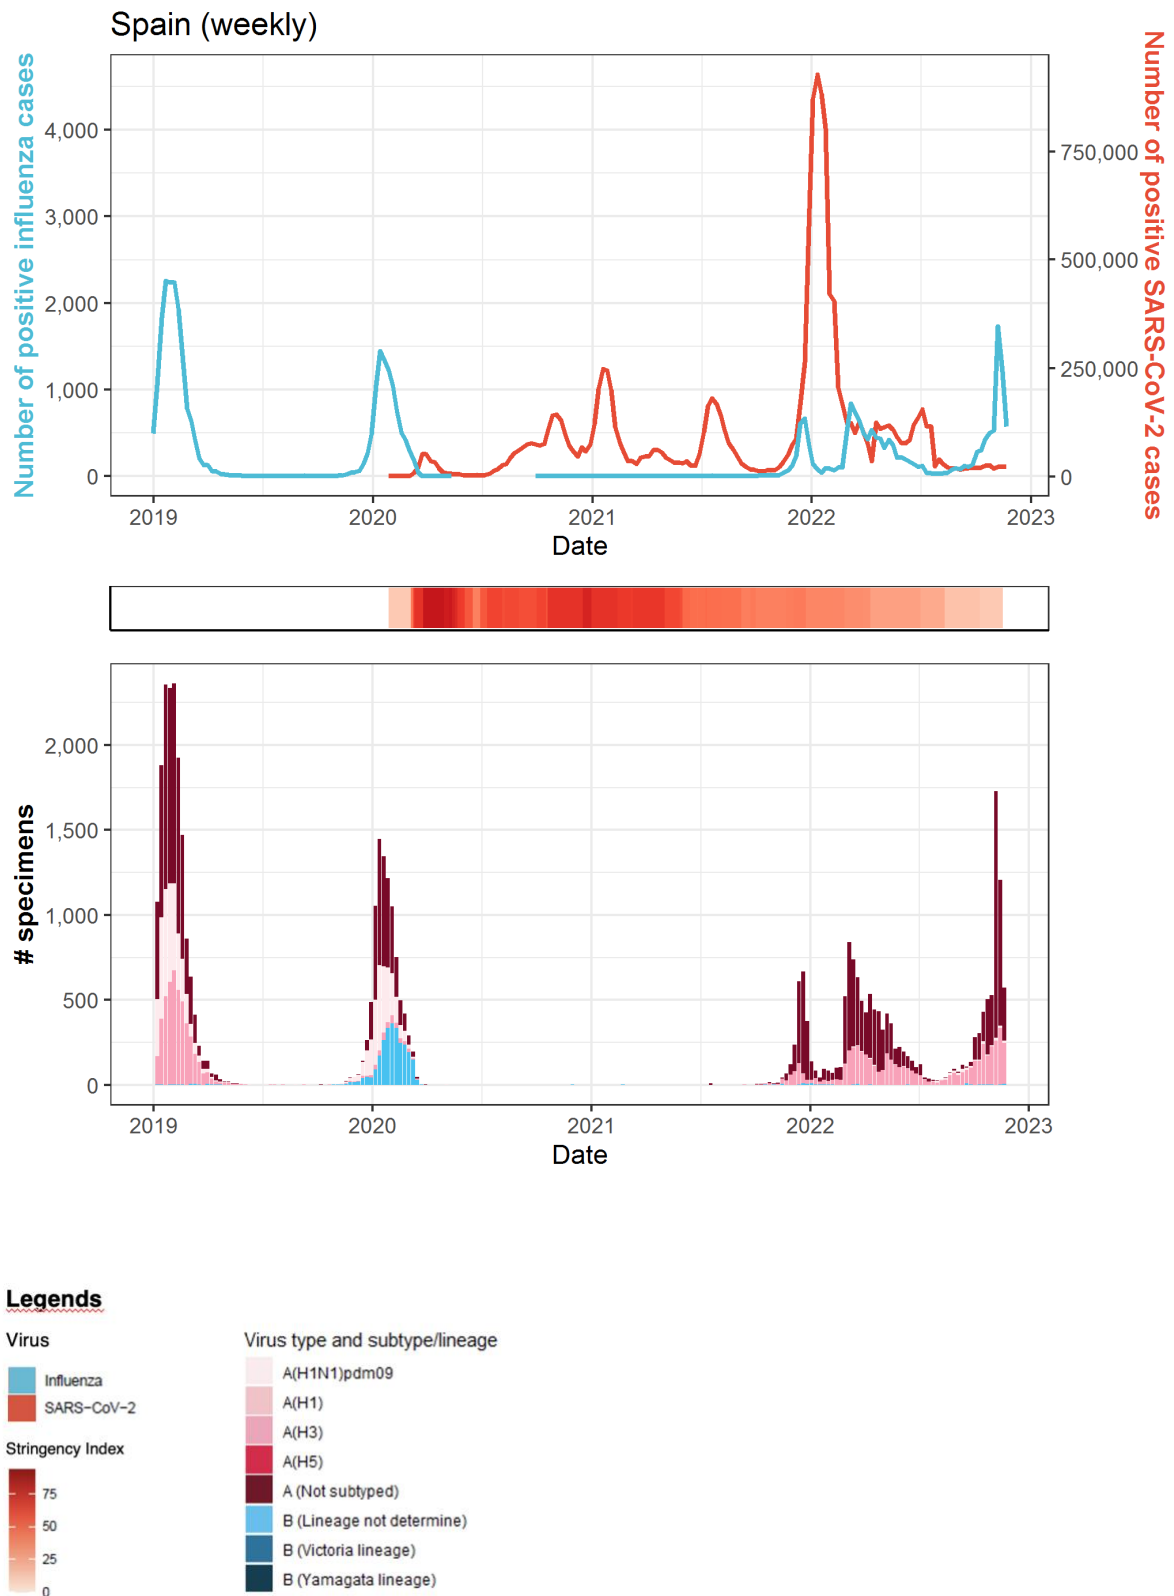 Spain (weekly)
Number of positive influenza cases
4,000
3,000
2,000
1,000
0
750,000
500,000
250,000
0
Number of positive SARS-CoV-2 cases
2019 2020 2021 2022 2023
Date
# specimens
2,000
1,500
1,000
500
0
2019 2020 2021 2022 2023
Date
Legends
Virus
Influenza
SARS-CoV-2
Stringency Index
75
50
25
0
Virus type and subtype/lineage
A(H1N1)pdm09
A(H1)
A(H3)
A(H5)
A (Not subtyped)
B (Lineage not determine)
B (Victoria lineage)
B (Yamagata lineage)